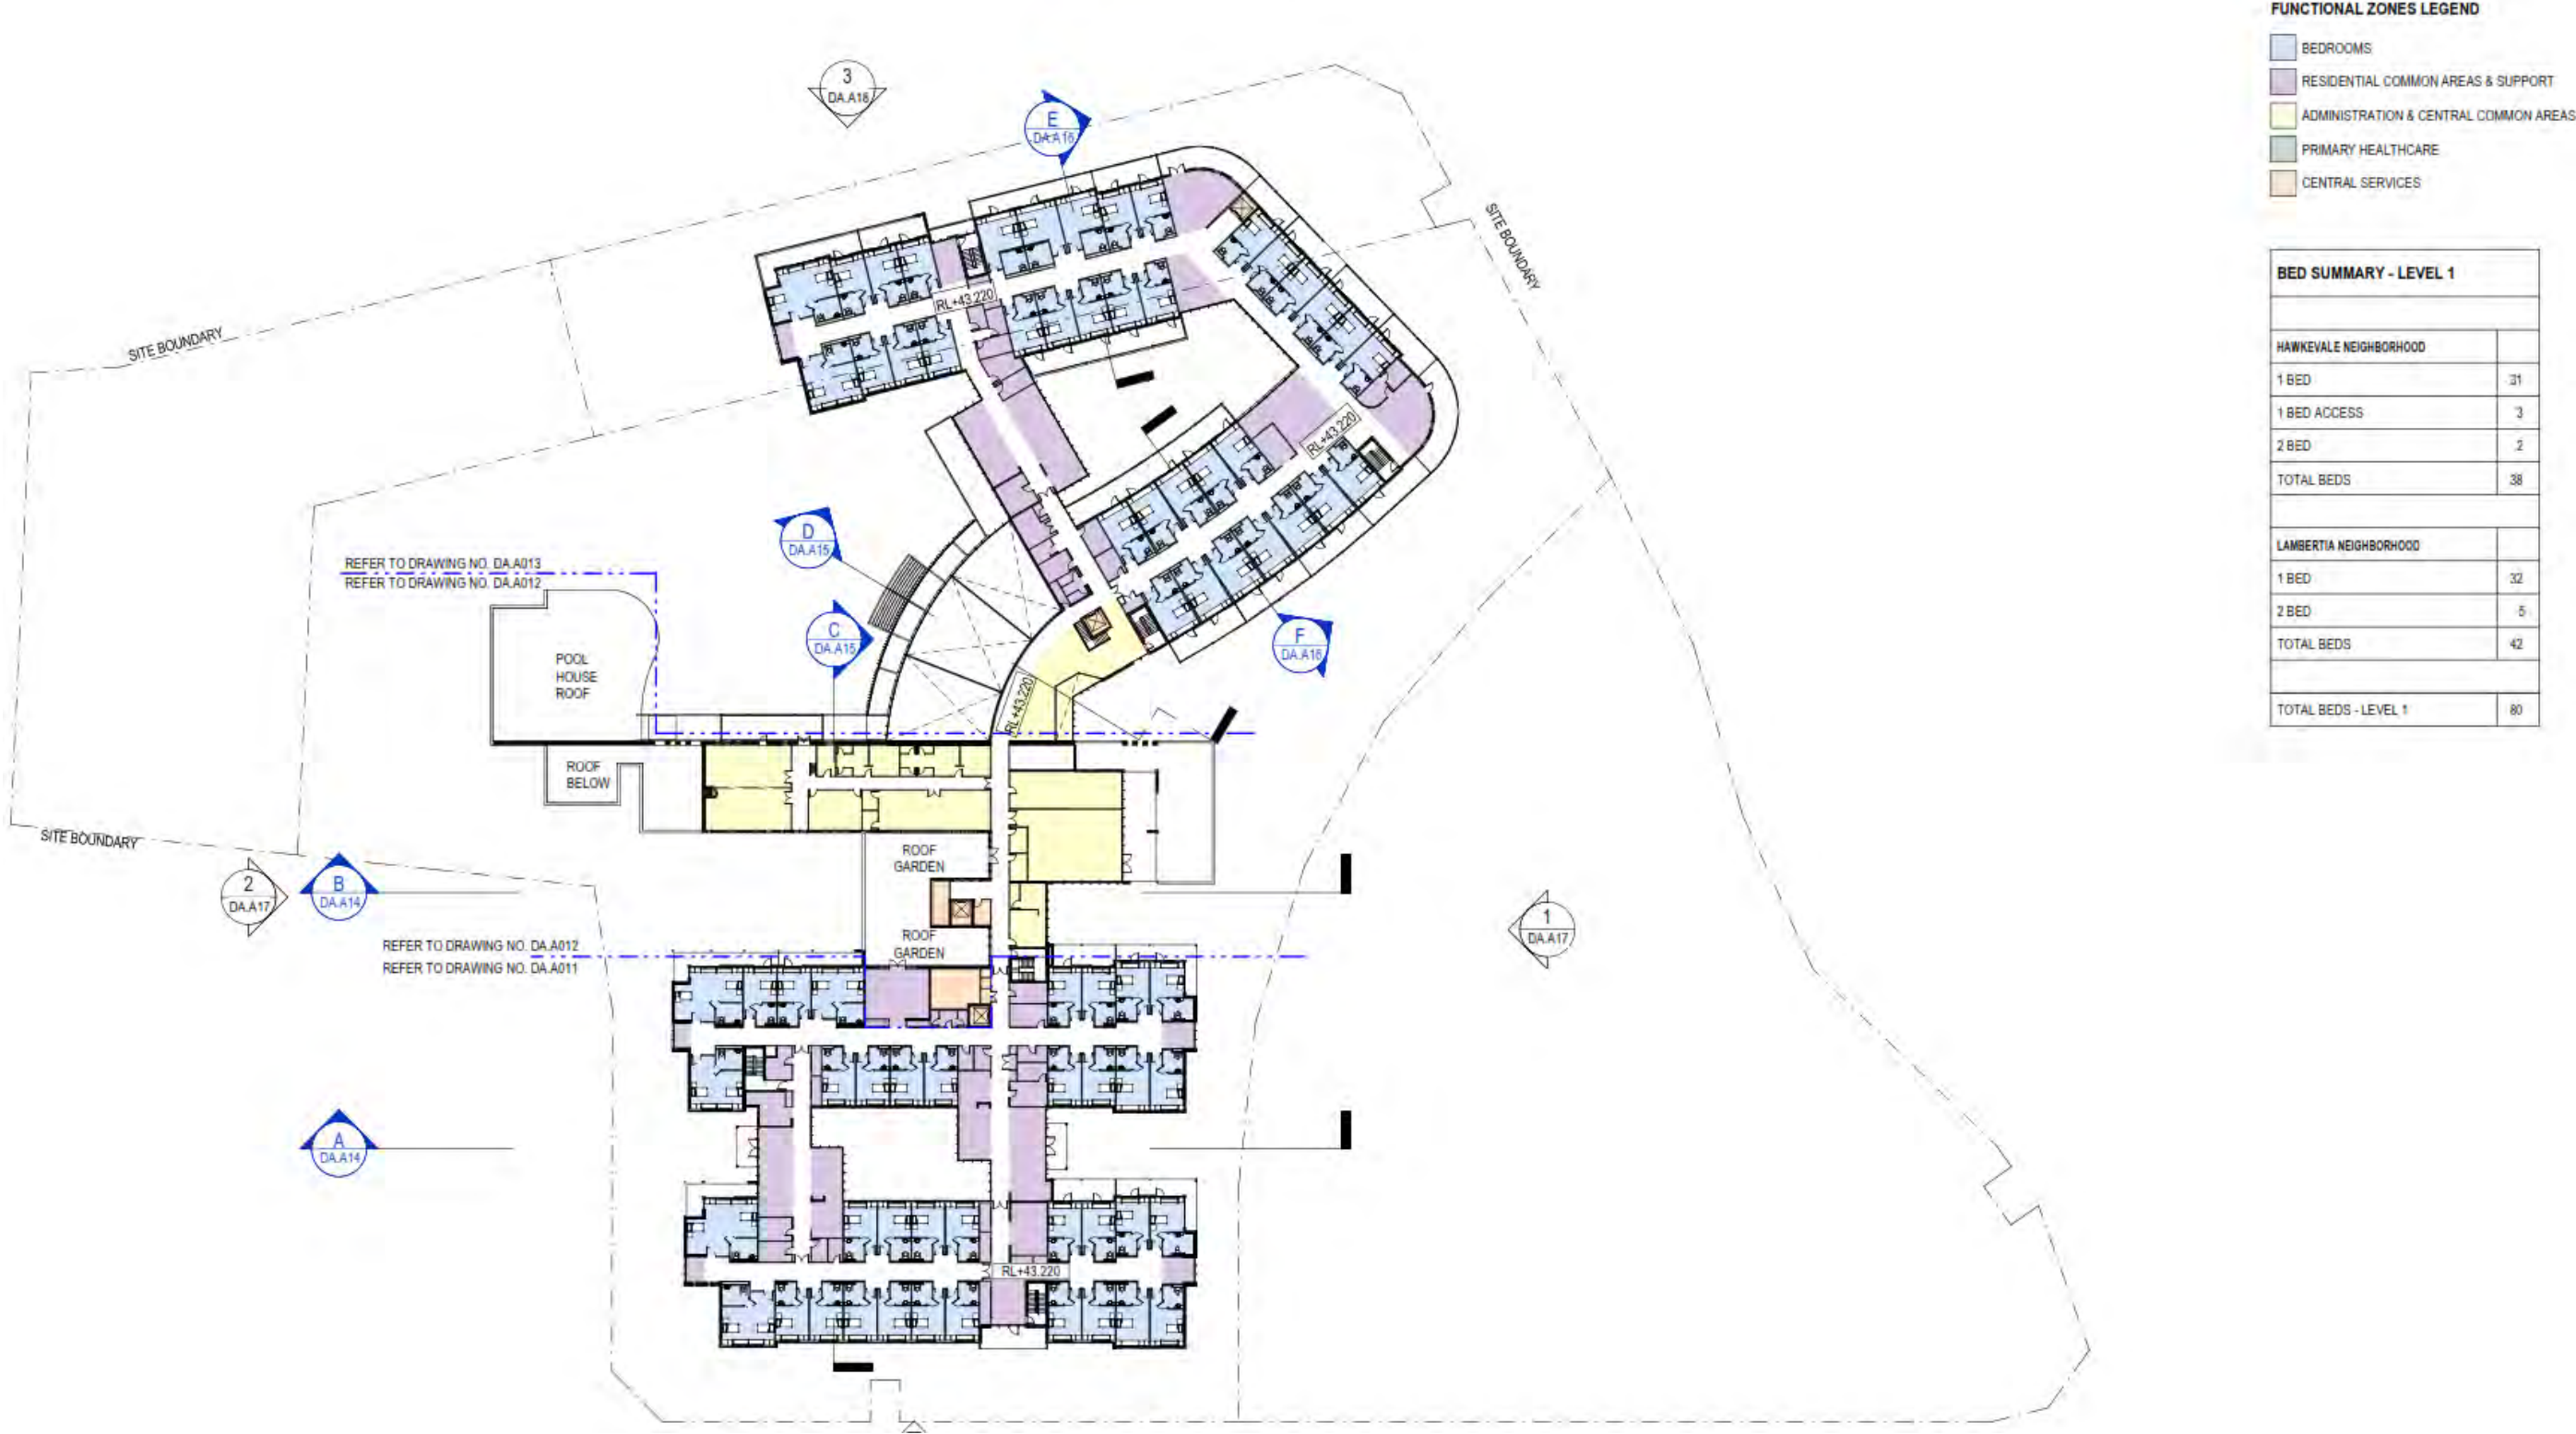 FUNCTIONAL ZONES LEGEND
BEDROOMS
RESIDENTIAL COMMON AREAS & SUPPORT
ADMINISTRATION & CENTRAL COMMON AREAS
PRIMARY HEALTHCARE
CENTRAL SERVICES
BED SUMMARY - LEVEL 1
HAWKEVALE NEIGHBORHOOD
1 BED 31
1 BED ACCESS 3
2 BED 2
TOTAL BEDS 38
LAMBERTIA NEIGHBORHOOD
1 BED 32
2 BED 5
TOTAL BEDS 42
TOTAL BEDS - LEVEL 1 80
3
DA.A18
E
DA.A16
SITE BOUNDARY
SITE BOUNDARY
RL+43.220
RL+43.220
D
DA.A15
REFER TO DRAWING NO. DA.A013
REFER TO DRAWING NO. DA.A012
C
DA.A15
F
DA.A16
POOL
HOUSE
ROOF
RL+43.220
ROOF
BELOW
SITE BOUNDARY
ROOF
GARDEN
2
DA.A17
B
DA.A14
1
DA.A17
ROOF
GARDEN
REFER TO DRAWING NO. DA.A012
REFER TO DRAWING NO. DA.A011
A
DA.A14
RL+43.220